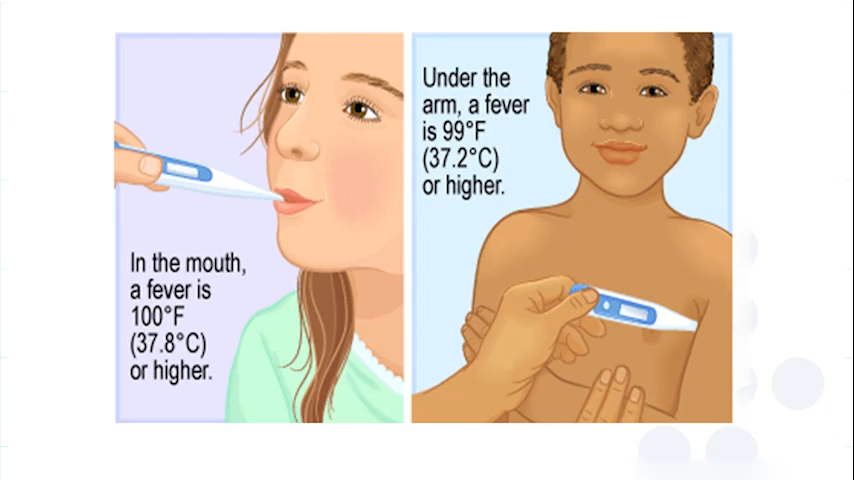 In the mouth,
a fever is
100°F
(37.8°C)
or higher.
Under the
arm, a fever
is 99°F
(37.2°C)
or higher.